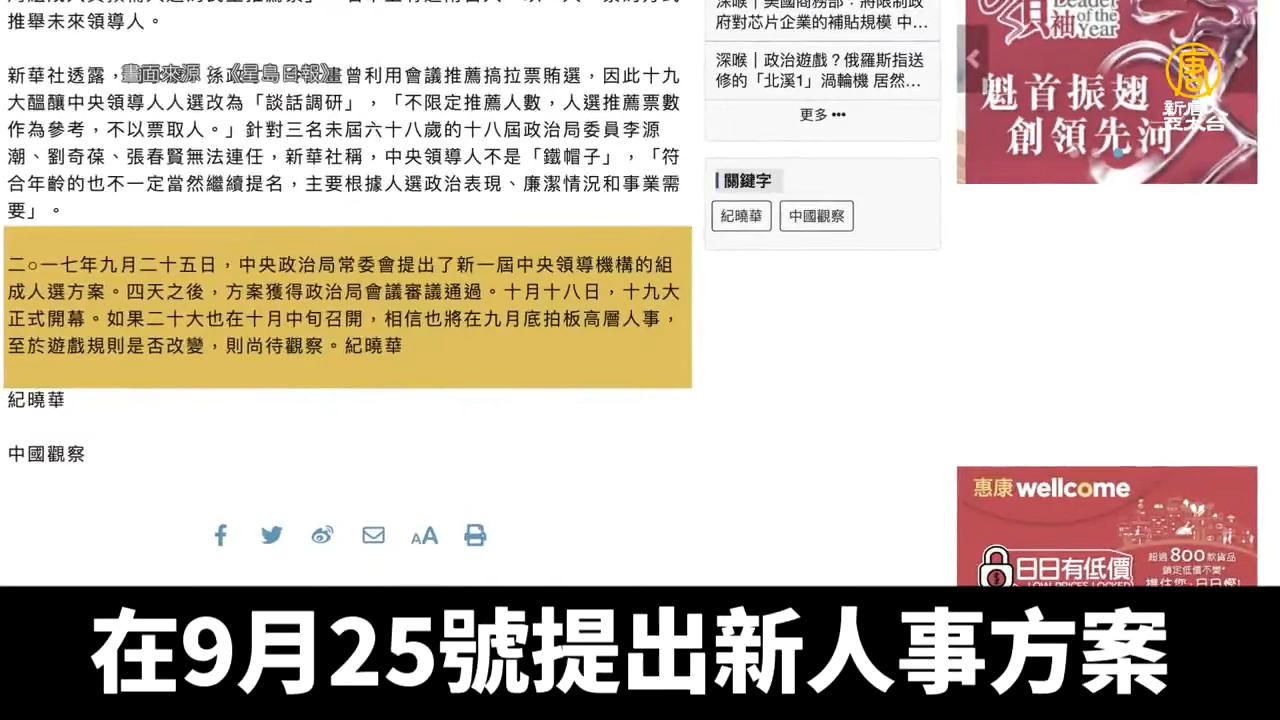 推舉未來領導人。
新華社透露，畫面來源：《星島日報》曾利用會議推薦搞拉票賄選，因此十九
大醞釀中央領導人人選改為「談話調研」，「不限定推薦人數，人選推薦票數
作為參考，不以票取人。」針對三名未屆六十八歲的十八屆政治局委員李源
潮、劉奇葆、張春賢無法連任，新華社稱，中央領導人不是「鐵帽子」，「符
合年齡的也不一定當然繼續提名，主要根據人選政治表現、廉潔情況和事業需
要」。
二○一七年九月二十五日，中央政治局常委會提出了新一屆中央領導機構的組
成人選方案。四天之後，方案獲得政治局會議審議通過。十月十八日，十九大
正式開幕。如果二十大也在十月中旬召開，相信也將在九月底拍板高層人事，
至於遊戲規則是否改變，則尚待觀察。紀曉華
紀曉華
中國觀察
AA
深喉｜美國商務部：將限制政
府對芯片企業的補貼規模 中...
深喉｜政治遊戲？俄羅斯指送
修的「北溪1」渦輪機 居然...
更多 •••
關鍵字
紀曉華
中國觀察
領袖 Leader
of the
Year
魁首振翅
創領先河
唐
新唐人
亞太台
惠康 wellcome
日日有低價
LOW PRICES LOCKED
超過800款貨品
鎖定低價不變*
在9月25號提出新人事方案